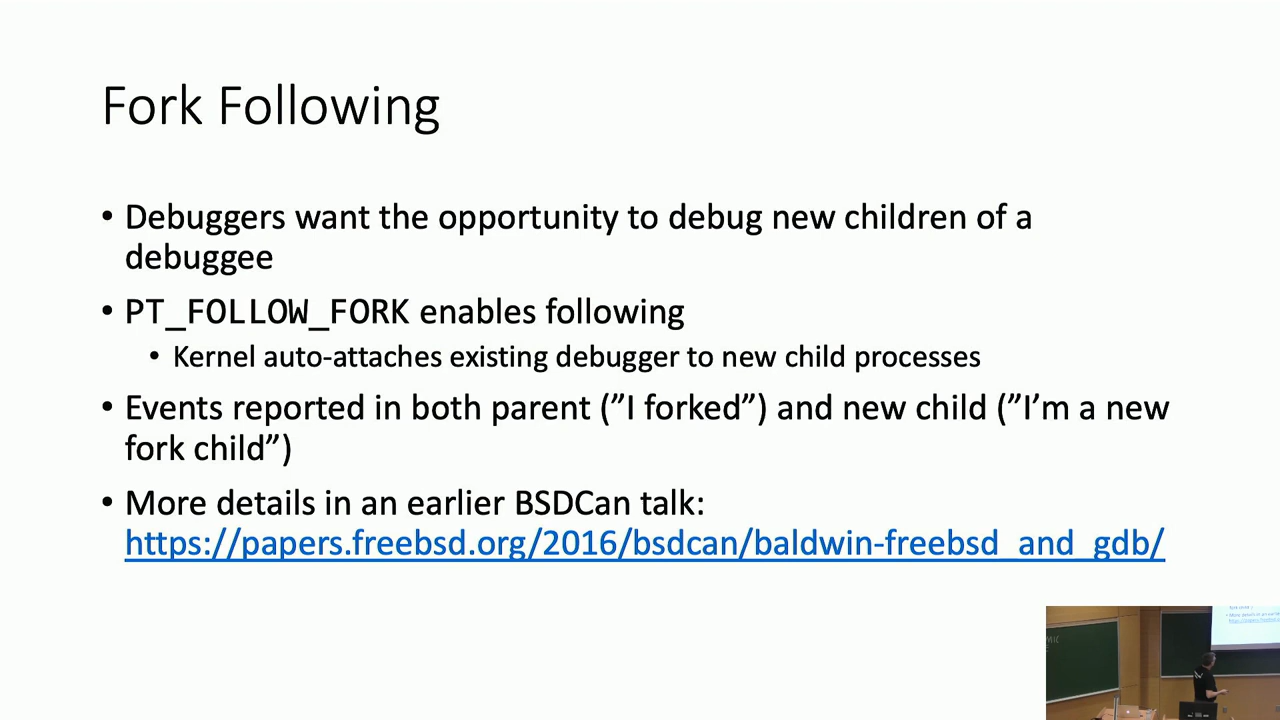 Fork Following
• Debuggers want the opportunity to debug new children of a
debuggee
• PT_FOLLOW_FORK enables following
• Kernel auto-attaches existing debugger to new child processes
• Events reported in both parent (”I forked”) and new child (”I’m a new
fork child”)
• More details in an earlier BSDCan talk:
https://papers.freebsd.org/2016/bsdcan/baldwin-freebsd_and_gdb/